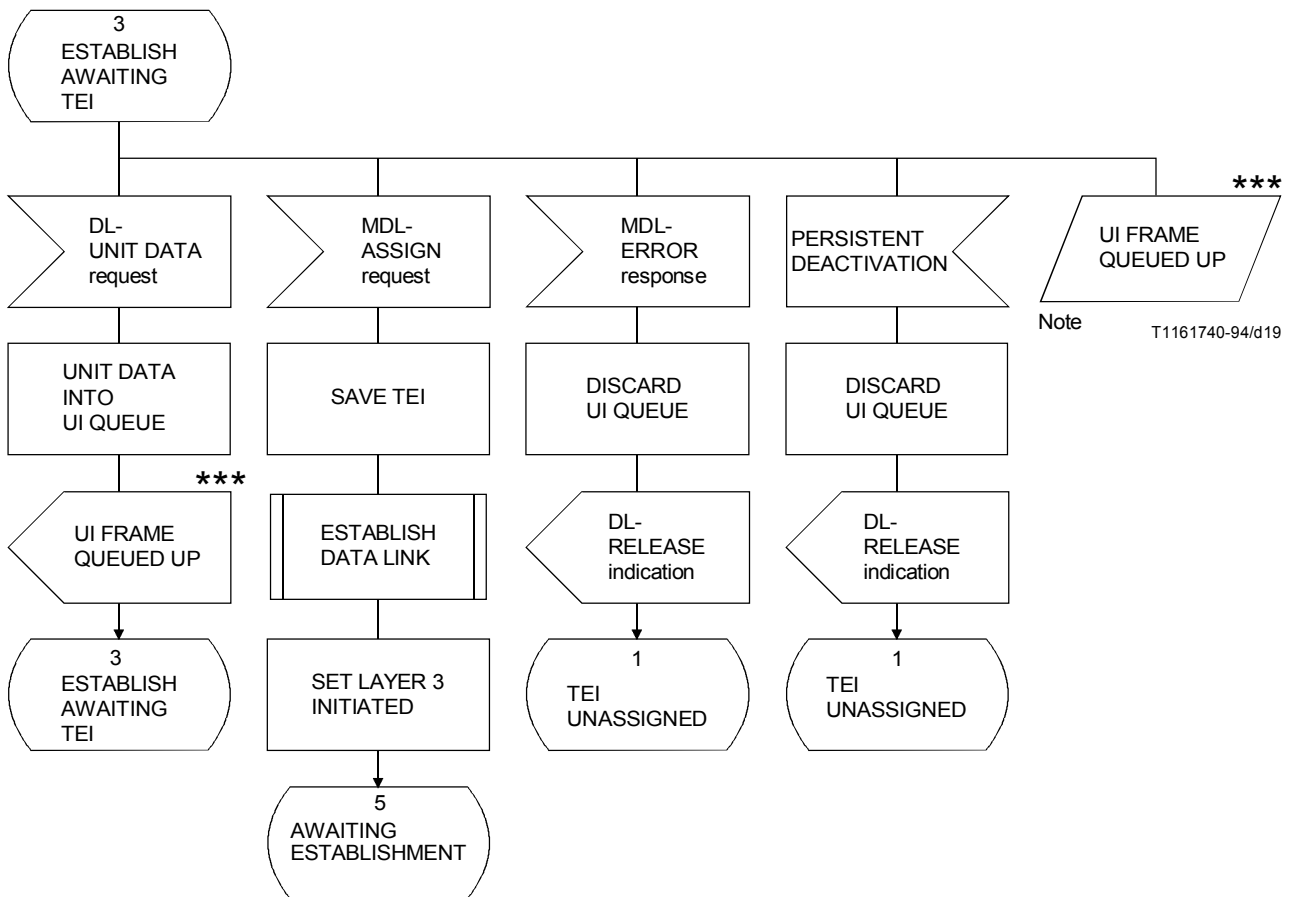 3
ESTABLISH
AWAITING
TEI
DL-
UNIT DATA
request
MDL-
ASSIGN
request
MDL-
ERROR
response
PERSISTENT
DEACTIVATION
***
UI FRAME
QUEUED UP
Note
T1161740-94/d19
UNIT DATA
INTO
UI QUEUE
SAVE TEI
DISCARD
UI QUEUE
DISCARD
UI QUEUE
***
UI FRAME
QUEUED UP
ESTABLISH
DATA LINK
DL-
RELEASE
indication
DL-
RELEASE
indication
3
ESTABLISH
AWAITING
TEI
SET LAYER 3
INITIATED
1
TEI
UNASSIGNED
1
TEI
UNASSIGNED
5
AWAITING
ESTABLISHMENT